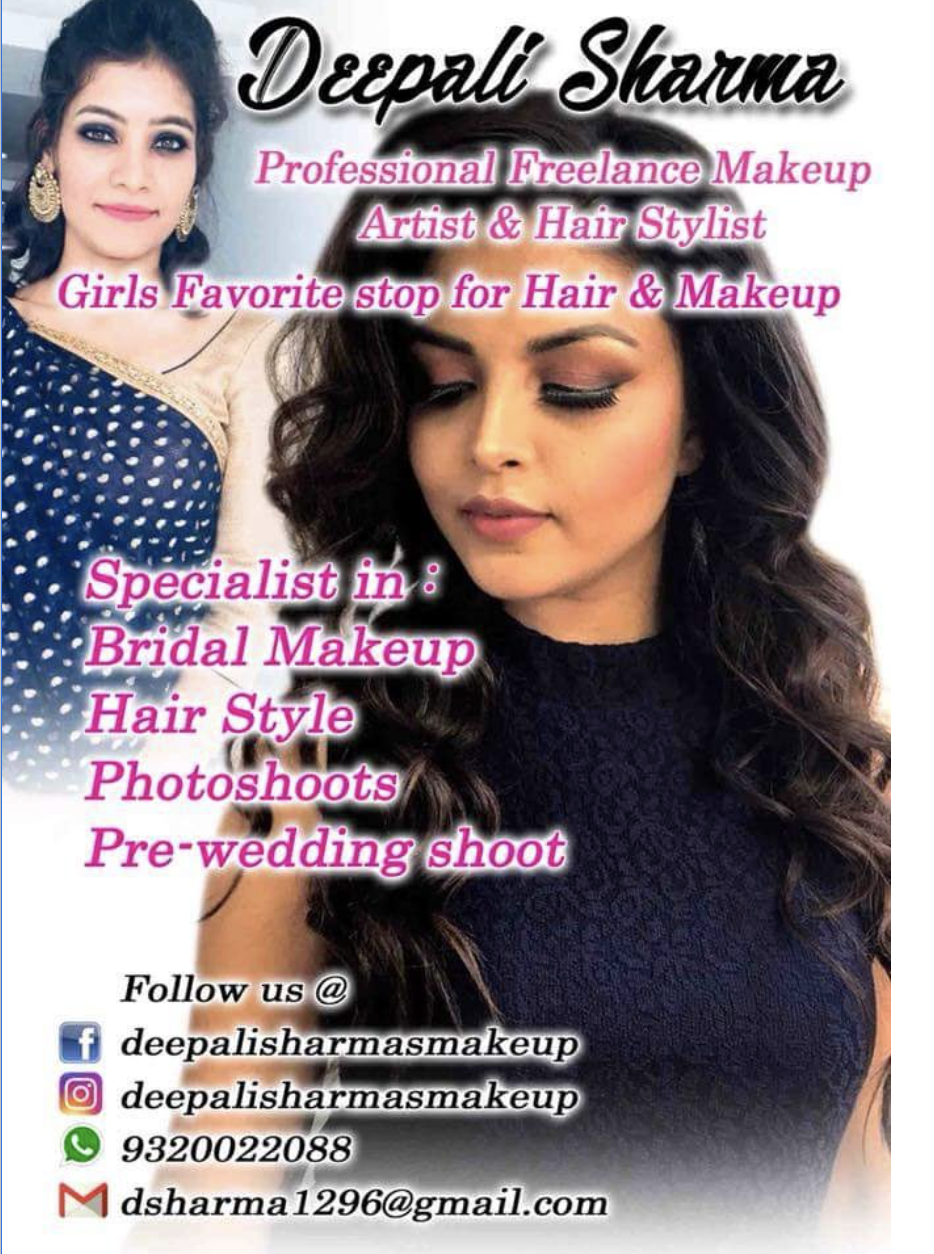 Deepali Sharma
Professional Freelance Makeup
Artist & Hair Stylist
Girls Favorite stop for Hair & Makeup
Specialist in :
Bridal Makeup
Hair Style
Photoshoots
Pre-wedding shoot
Follow us @
deepalisharmasmakeup
deepalisharmasmakeup
9320022088
dsharma1296@gmail.com